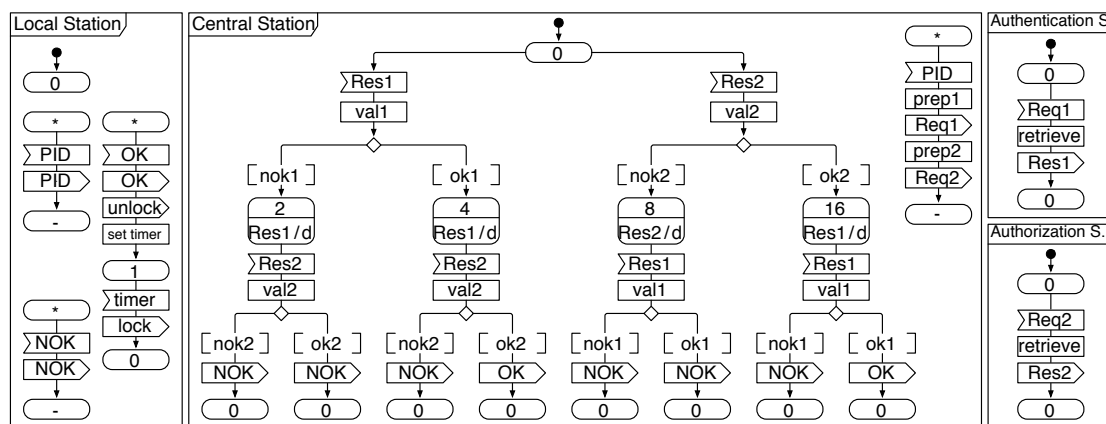 Local Station
0
*
PID
PID
-
*
OK
OK
unlock
set timer
1
timer
lock
0
*
NOK
NOK
-
Central Station
0
Res1
val1
Res2
val2
nok1
ok1
nok2
ok2
2
Res1/d
4
Res1/d
8
Res2/d
16
Res1/d
Res2
val2
Res2
val2
Res1
val1
Res1
val1
nok2
ok2
nok2
ok2
nok1
ok1
nok1
ok1
NOK
NOK
NOK
OK
NOK
NOK
NOK
OK
0
0
0
0
0
0
0
0
*
PID
prep1
Req1
prep2
Req2
-
Authentication S
0
Req1
retrieve
Res1
0
Authorization S.
0
Req2
retrieve
Res2
0